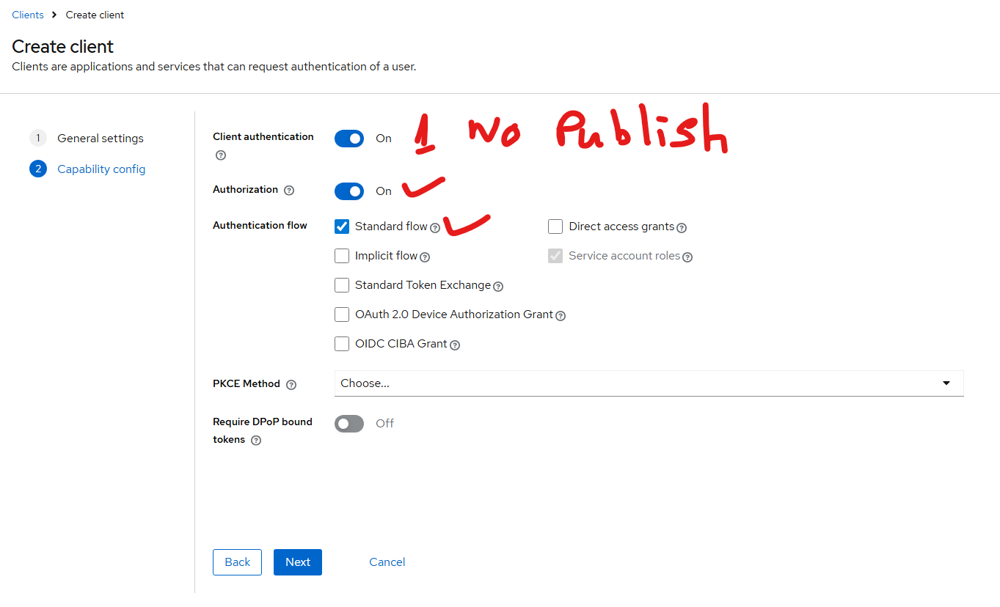 Clients > Create client
Create client
Clients are applications and services that can request authentication of a user.
1 General settings
2 Capability config
Client authentication On 1 No Publish
Authorization On
Authentication flow
Standard flow Direct access grants
Implicit flow Service account roles
Standard Token Exchange
OAuth 2.0 Device Authorization Grant
OIDC CIBA Grant
PKCE Method Choose...
Require DPoP bound tokens Off
Back Next Cancel